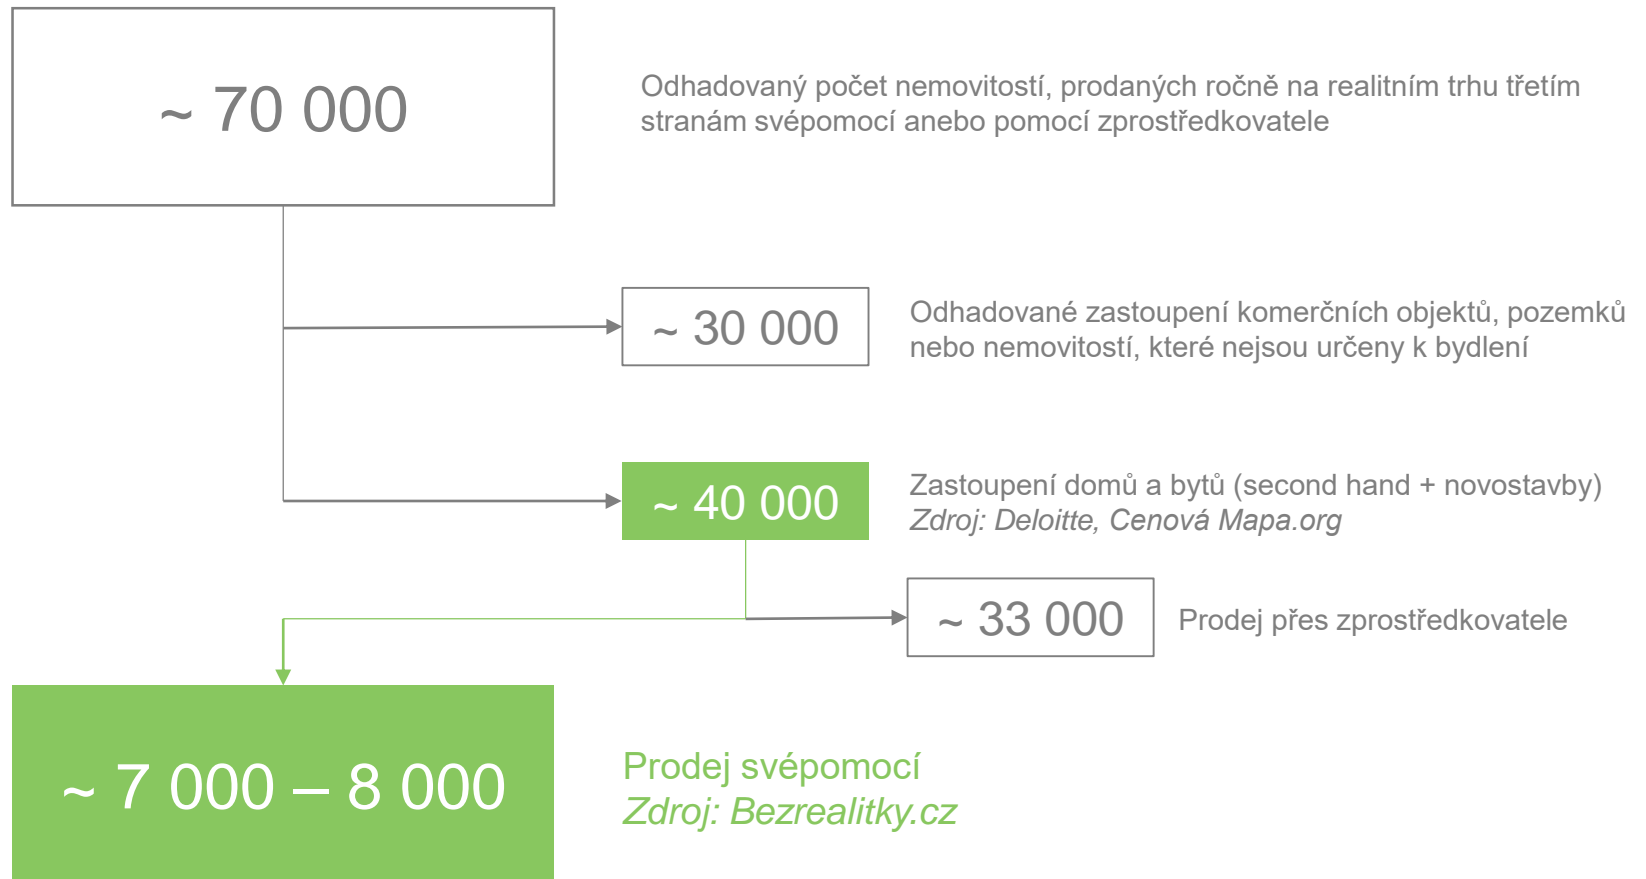 ~ 70 000
Odhadovaný počet nemovitostí, prodaných ročně na realitním trhu třetím
stranám svépomocí anebo pomocí zprostředkovatele
~ 30 000
Odhadované zastoupení komerčních objektů, pozemků
nebo nemovitostí, které nejsou určeny k bydlení
~ 40 000
Zastoupení domů a bytů (second hand + novostavby)
Zdroj: Deloitte, Cenová Mapa.org
~ 33 000
Prodej přes zprostředkovatele
~ 7 000 – 8 000
Prodej svépomocí
Zdroj: Bezrealitky.cz